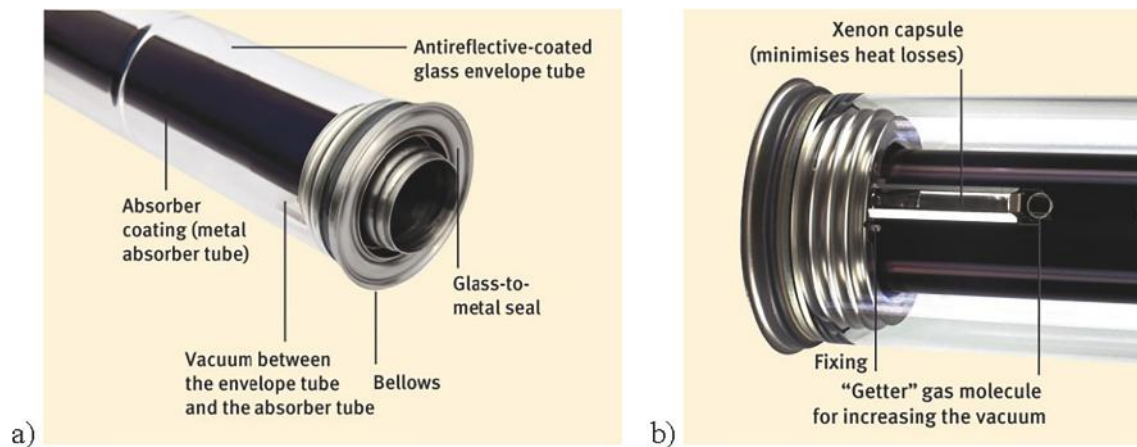 Antireflective-coated
glass envelope tube
Absorber
coating (metal
absorber tube)
Glass-to-
metal seal
Vacuum between
the envelope tube
and the absorber tube
Bellows
a)
Xenon capsule
(minimises heat losses)
Fixing
“Getter” gas molecule
for increasing the vacuum
b)